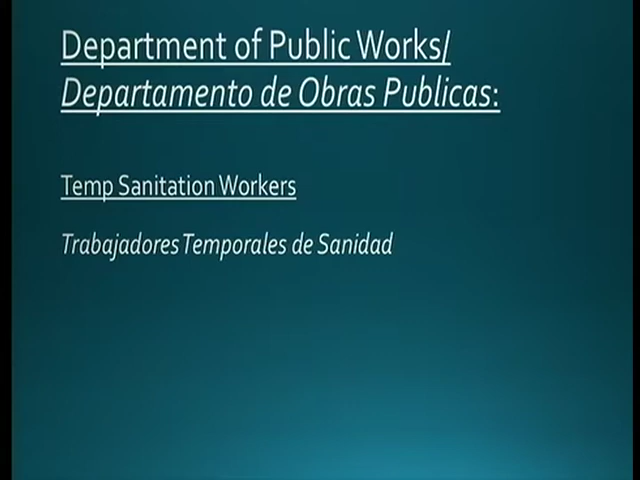 Department of Public Works/
Departamento de Obras Publicas:
Temp Sanitation Workers
Trabajadores Temporales de Sanidad